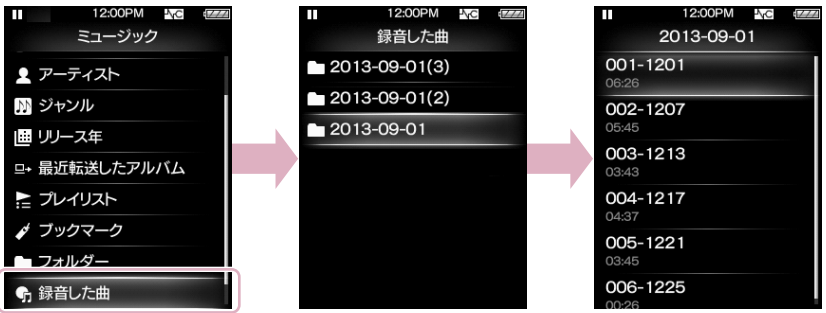 12:00PM
ミュージック
アーティスト
ジャンル
リリース年
最近転送したアルバム
プレイリスト
ブックマーク
フォルダー
録音した曲
12:00PM
録音した曲
2013-09-01(3)
2013-09-01(2)
2013-09-01
12:00PM
2013-09-01
001-1201
06:26
002-1207
05:45
003-1213
03:43
004-1217
04:37
005-1221
03:45
006-1225
00:26